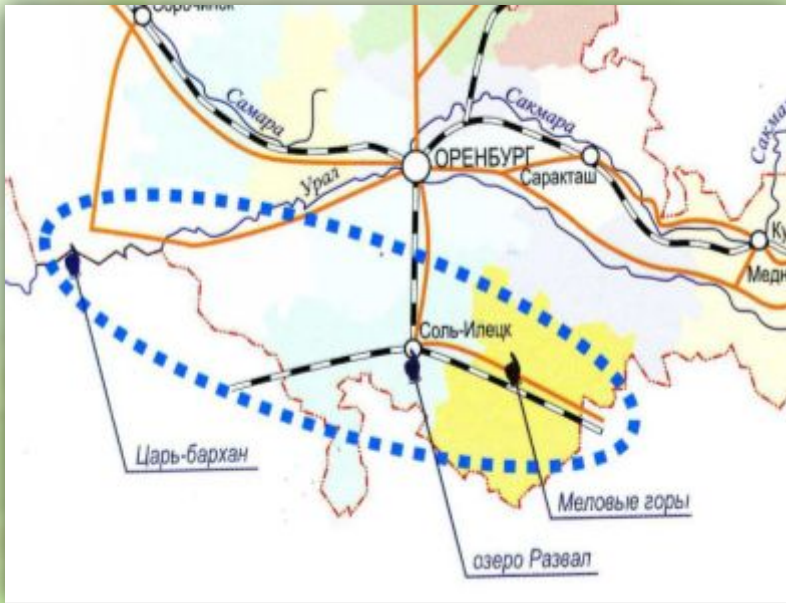 Самара
Сакмара
ОРЕНБУРГ
Саракташ
Урал
Соль-Илецк
Царь-бархан
Меловые горы
озеро Развал